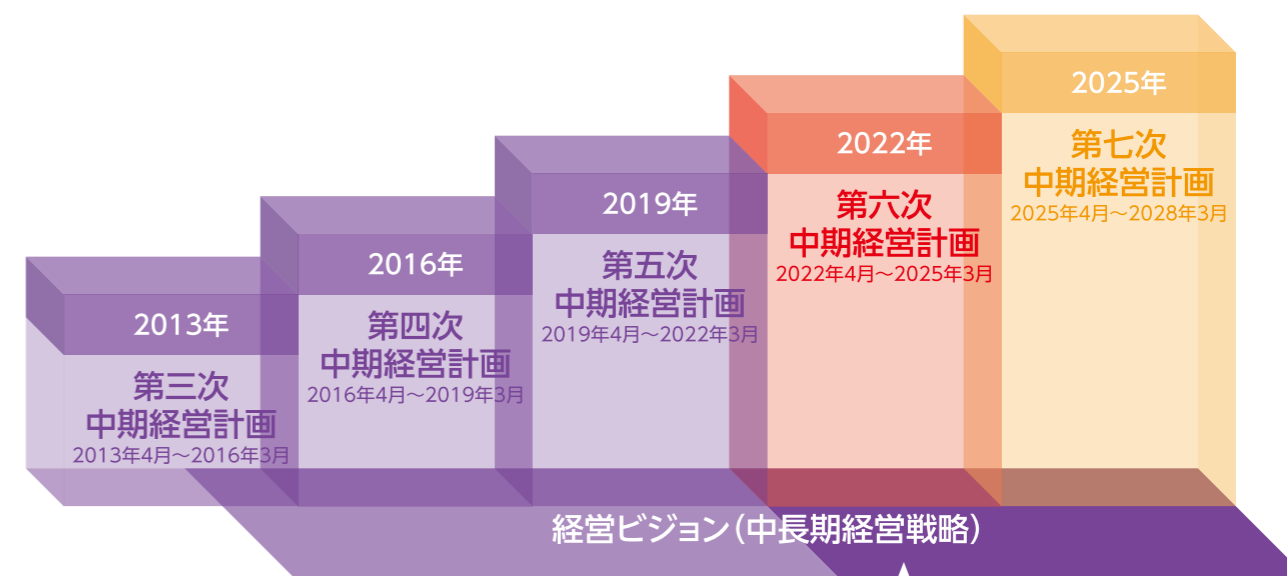 2013年
第三次
中期経営計画
2013年4月～2016年3月
2016年
第四次
中期経営計画
2016年4月～2019年3月
2019年
第五次
中期経営計画
2019年4月～2022年3月
2022年
第六次
中期経営計画
2022年4月～2025年3月
2025年
第七次
中期経営計画
2025年4月～2028年3月
経営ビジョン（中長期経営戦略）